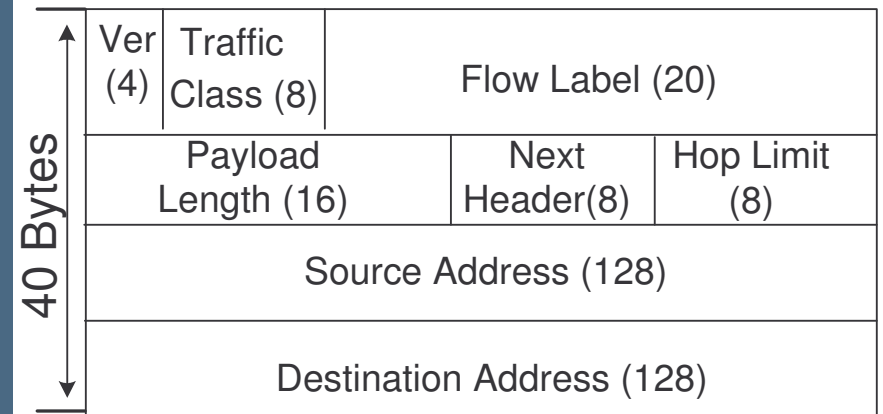 40 Bytes
Ver
(4)
Traffic
Class (8)
Flow Label (20)
Payload
Length (16)
Next
Header(8)
Hop Limit
(8)
Source Address (128)
Destination Address (128)